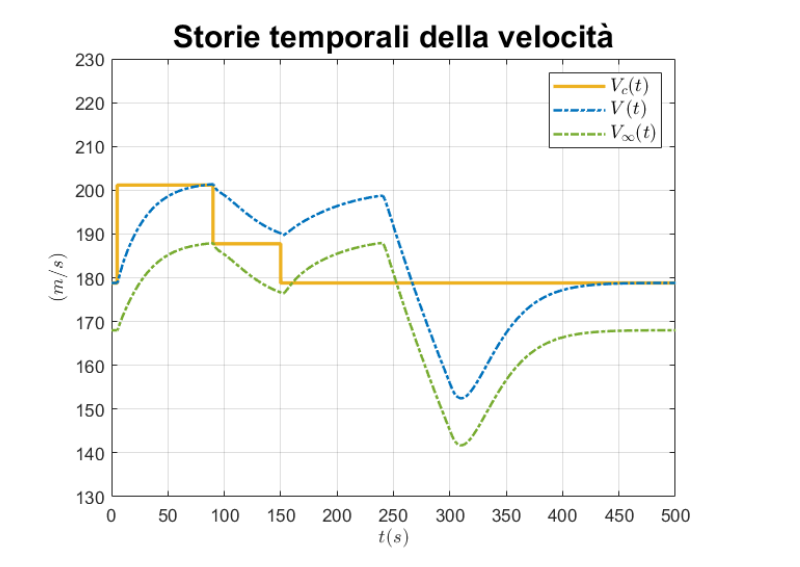 Storie temporali della velocità
230
220
210
200
190
180
170
160
150
140
130
(m/s)
V_c(t)
V(t)
V_∞(t)
0 50 100 150 200 250 300 350 400 450 500
t(s)